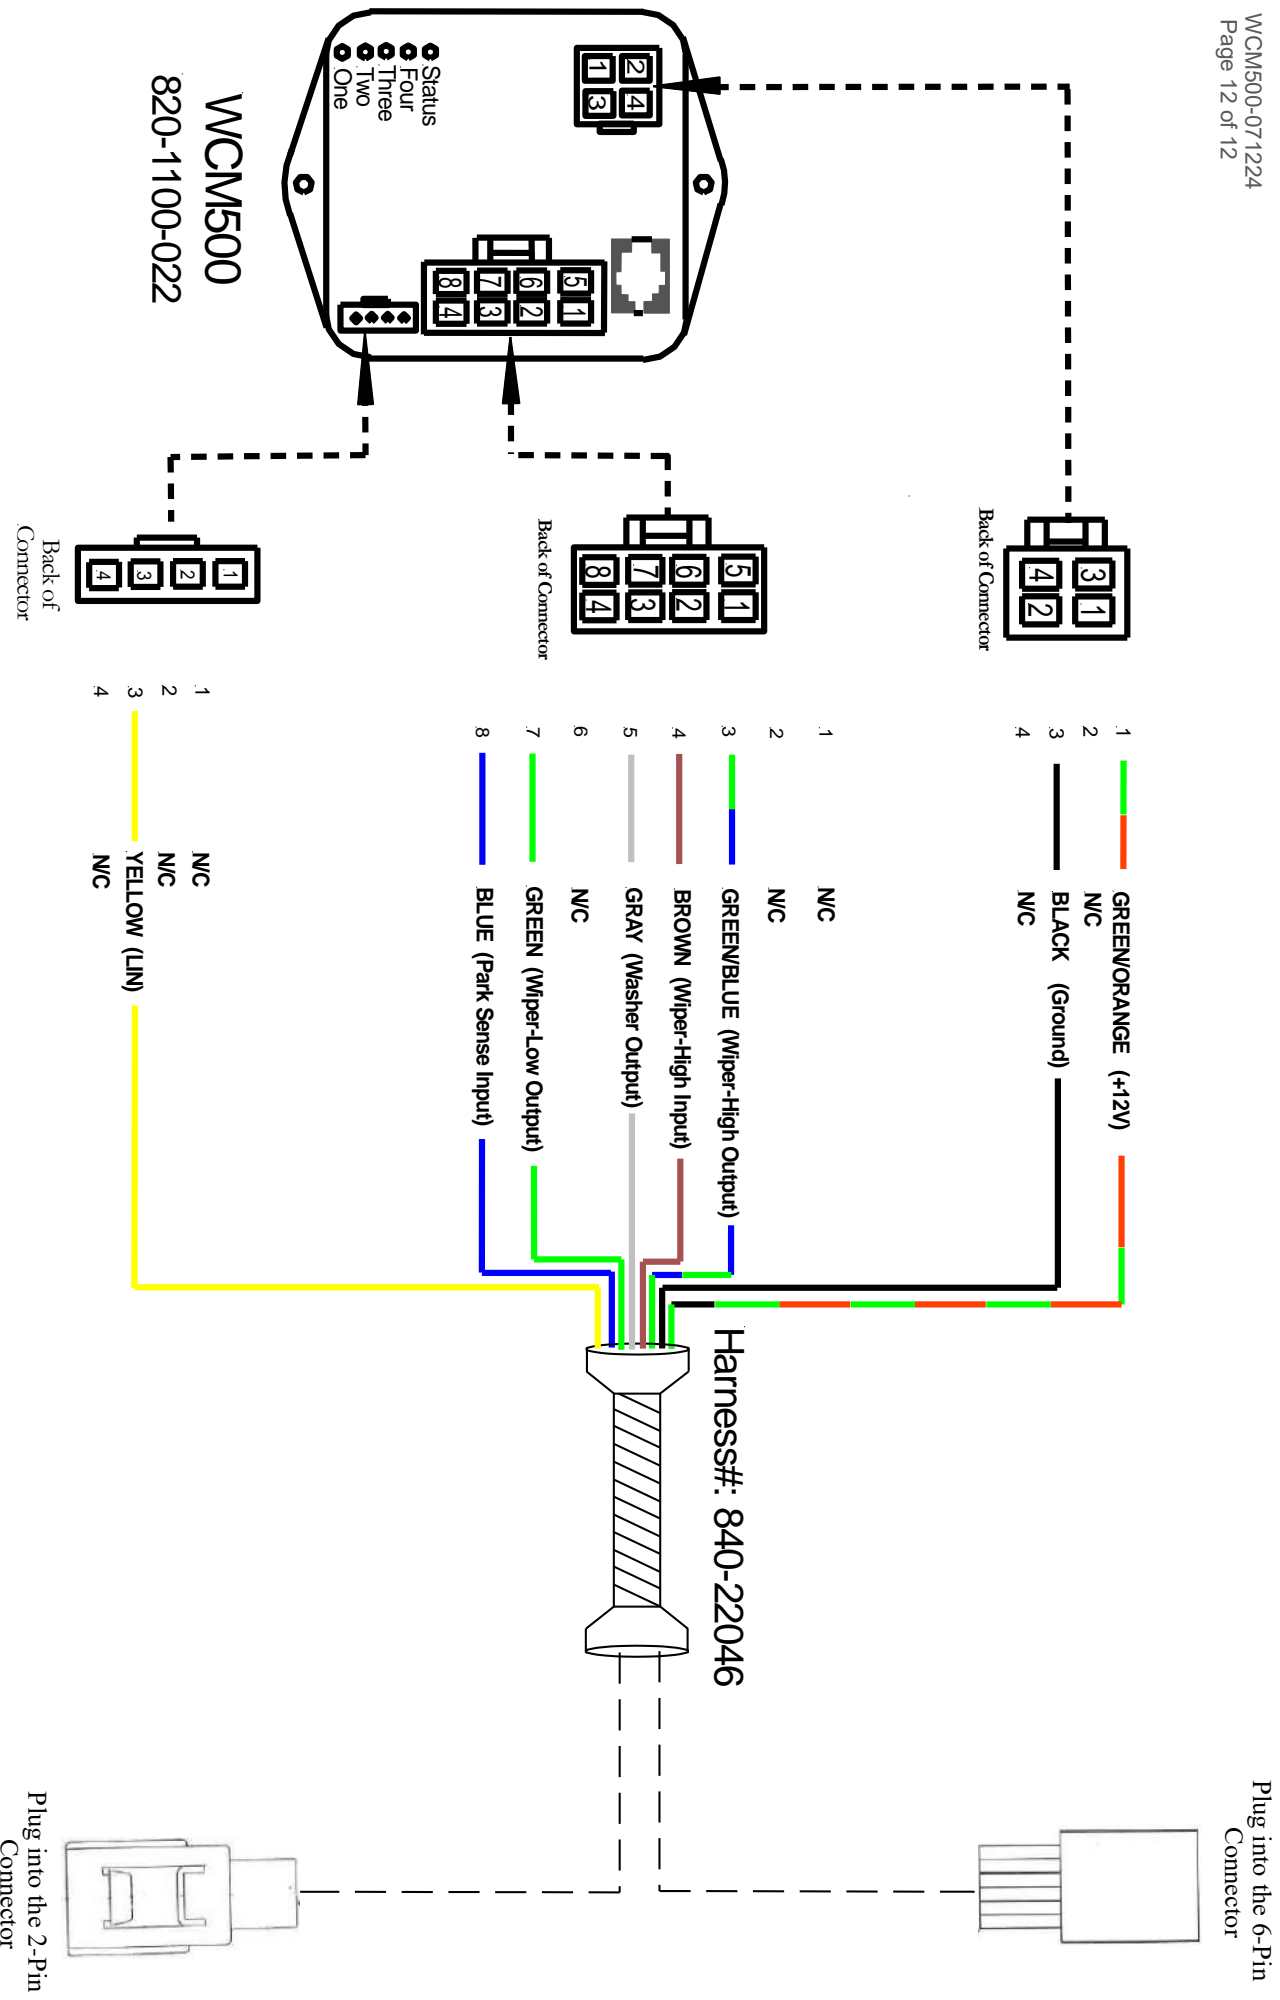 WCM500-071224
Page 12 of 12
2
4
1
3
Status
Four
Three
Two
One
5
1
6
2
7
3
8
4
WCM500
820-1100-022
3
1
4
2
Back of Connector
5
1
6
2
7
3
8
4
Back of Connector
1
2
3
4
Back of
Connector
1 GREEN/ORANGE (+12V)
2 N/C
3 BLACK (Ground)
4 N/C
1 N/C
2 N/C
3 GREEN/BLUE (Wiper-High Output)
4 BROWN (Wiper-High Input)
5 GRAY (Washer Output)
6 N/C
7 GREEN (Wiper-Low Output)
8 BLUE (Park Sense Input)
1 N/C
2 N/C
3 YELLOW (LIN)
4 N/C
Harness#: 840-22046
Plug into the 6-Pin
Connector
Plug into the 2-Pin
Connector